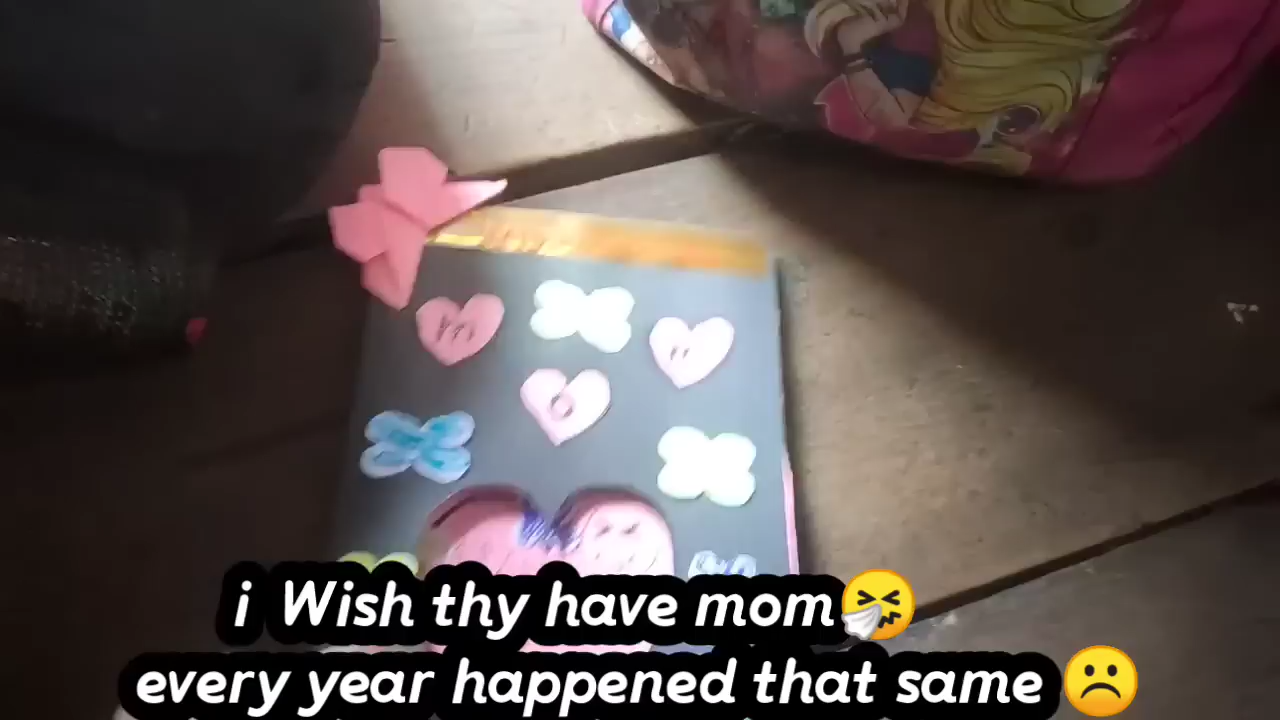 i Wish thy have mom🤧
every year happened that same ☹️